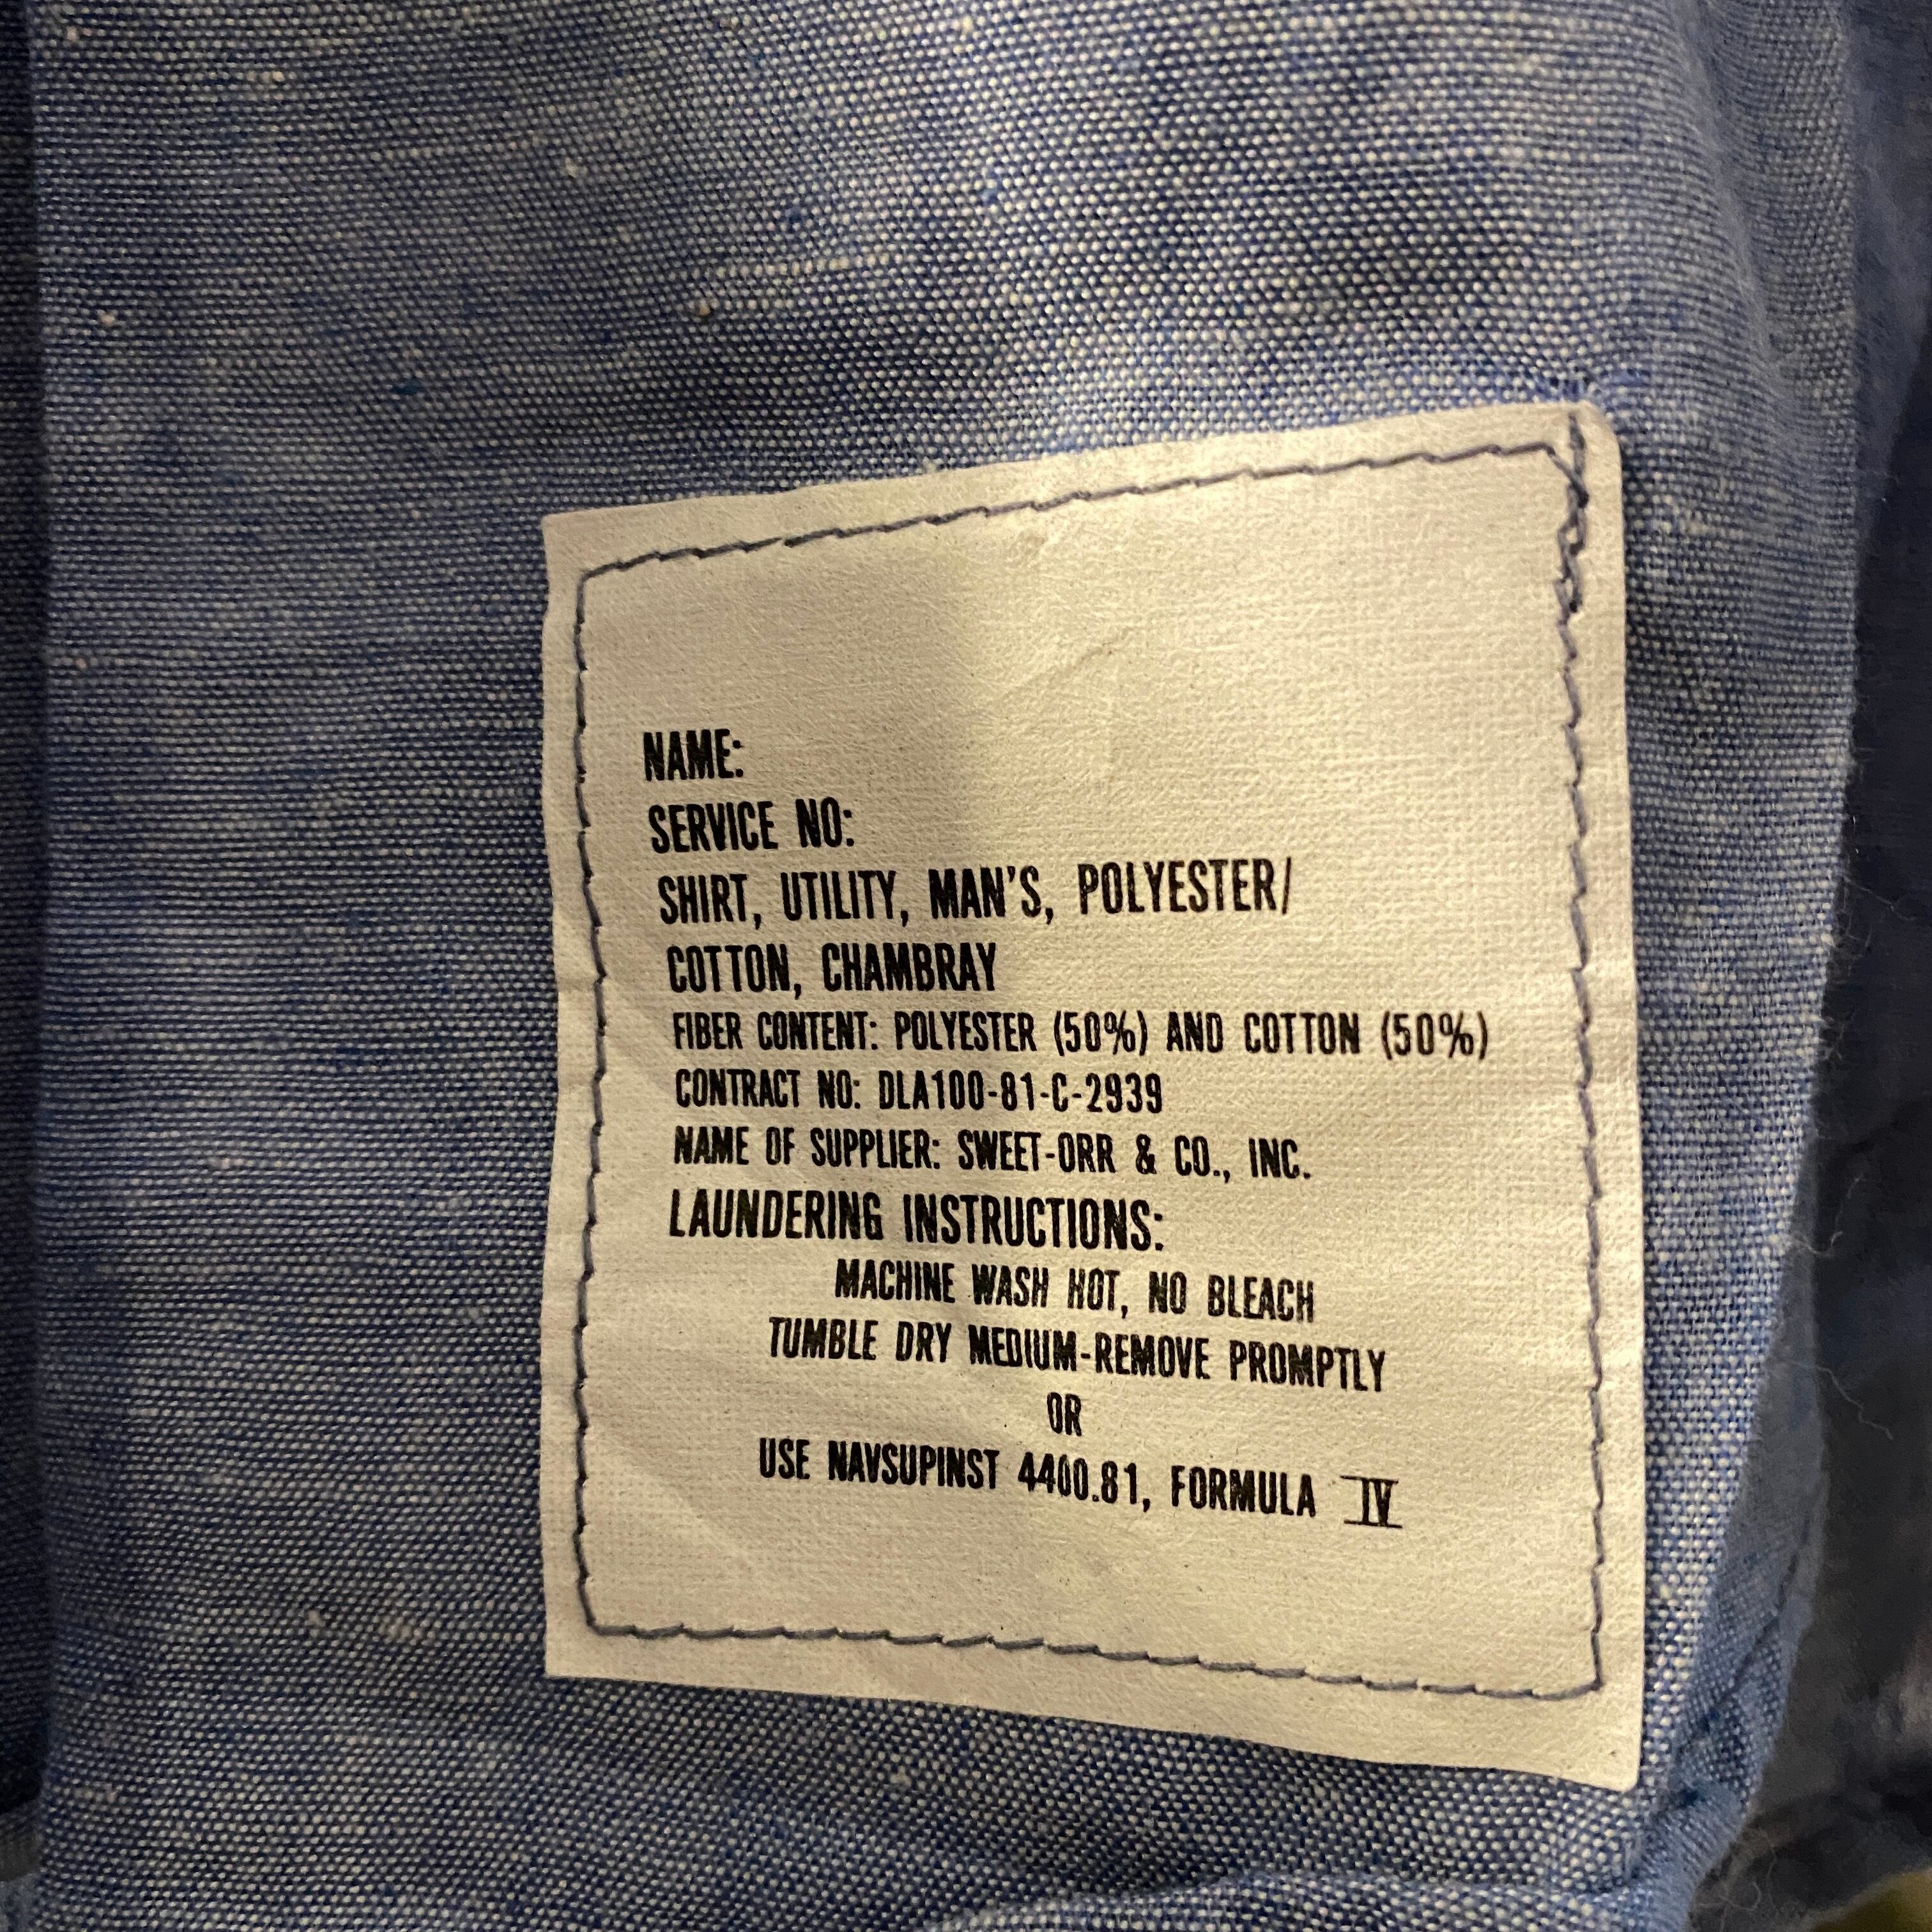 NAME:
SERVICE NO:
SHIRT, UTILITY, MAN'S, POLYESTER/
COTTON, CHAMBRAY
FIBER CONTENT: POLYESTER (50%) AND COTTON (50%)
CONTRACT NO: DLA100-81-C-2939
NAME OF SUPPLIER: SWEET-ORR & CO., INC.
LAUNDERING INSTRUCTIONS:
MACHINE WASH HOT, NO BLEACH
TUMBLE DRY MEDIUM-REMOVE PROMPTLY
OR
USE NAVSUPINST 4400.81, FORMULA IV